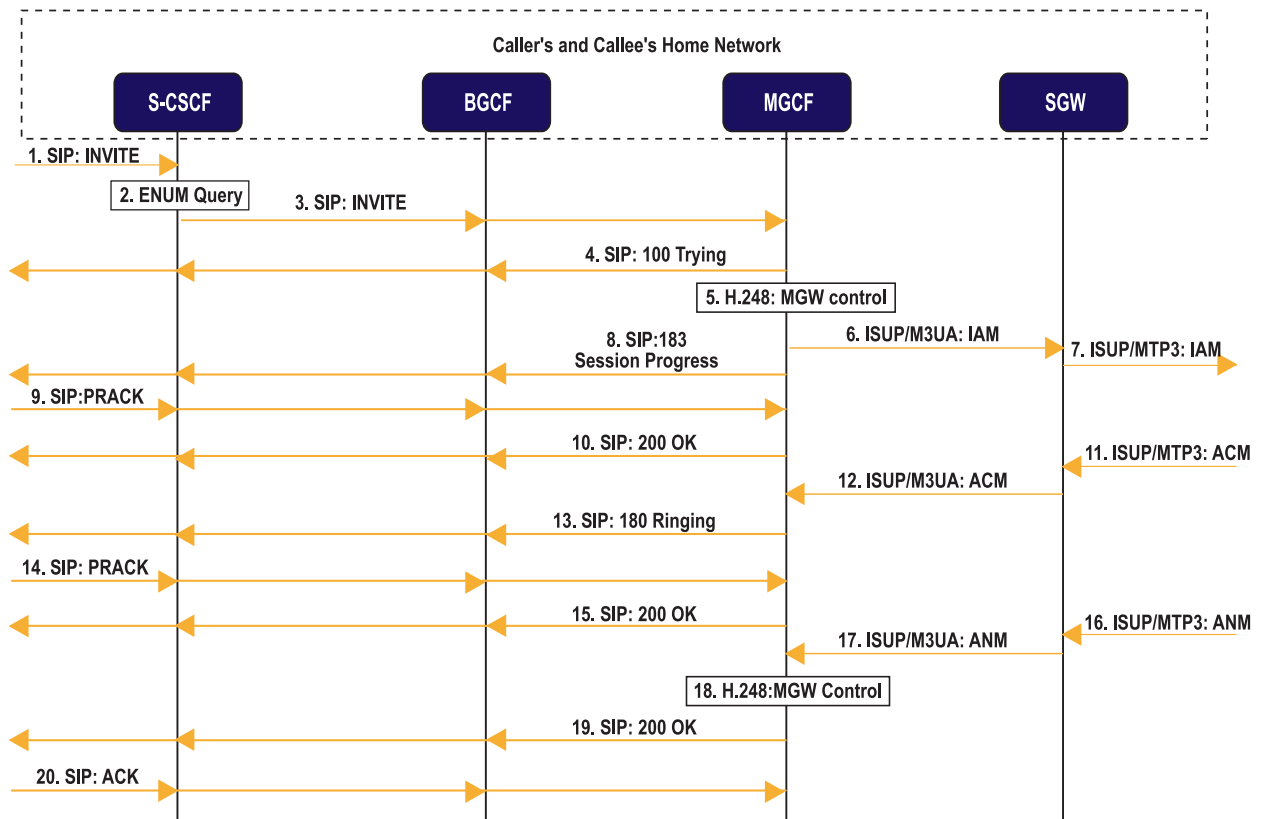 Caller's and Callee's Home Network
S-CSCF
BGCF
MGCF
SGW
1. SIP: INVITE
2. ENUM Query
3. SIP: INVITE
4. SIP: 100 Trying
5. H.248: MGW control
6. ISUP/M3UA: IAM
7. ISUP/MTP3: IAM
8. SIP:183
Session Progress
9. SIP:PRACK
10. SIP: 200 OK
11. ISUP/MTP3: ACM
12. ISUP/M3UA: ACM
13. SIP: 180 Ringing
14. SIP: PRACK
15. SIP: 200 OK
16. ISUP/MTP3: ANM
17. ISUP/M3UA: ANM
18. H.248:MGW Control
19. SIP: 200 OK
20. SIP: ACK